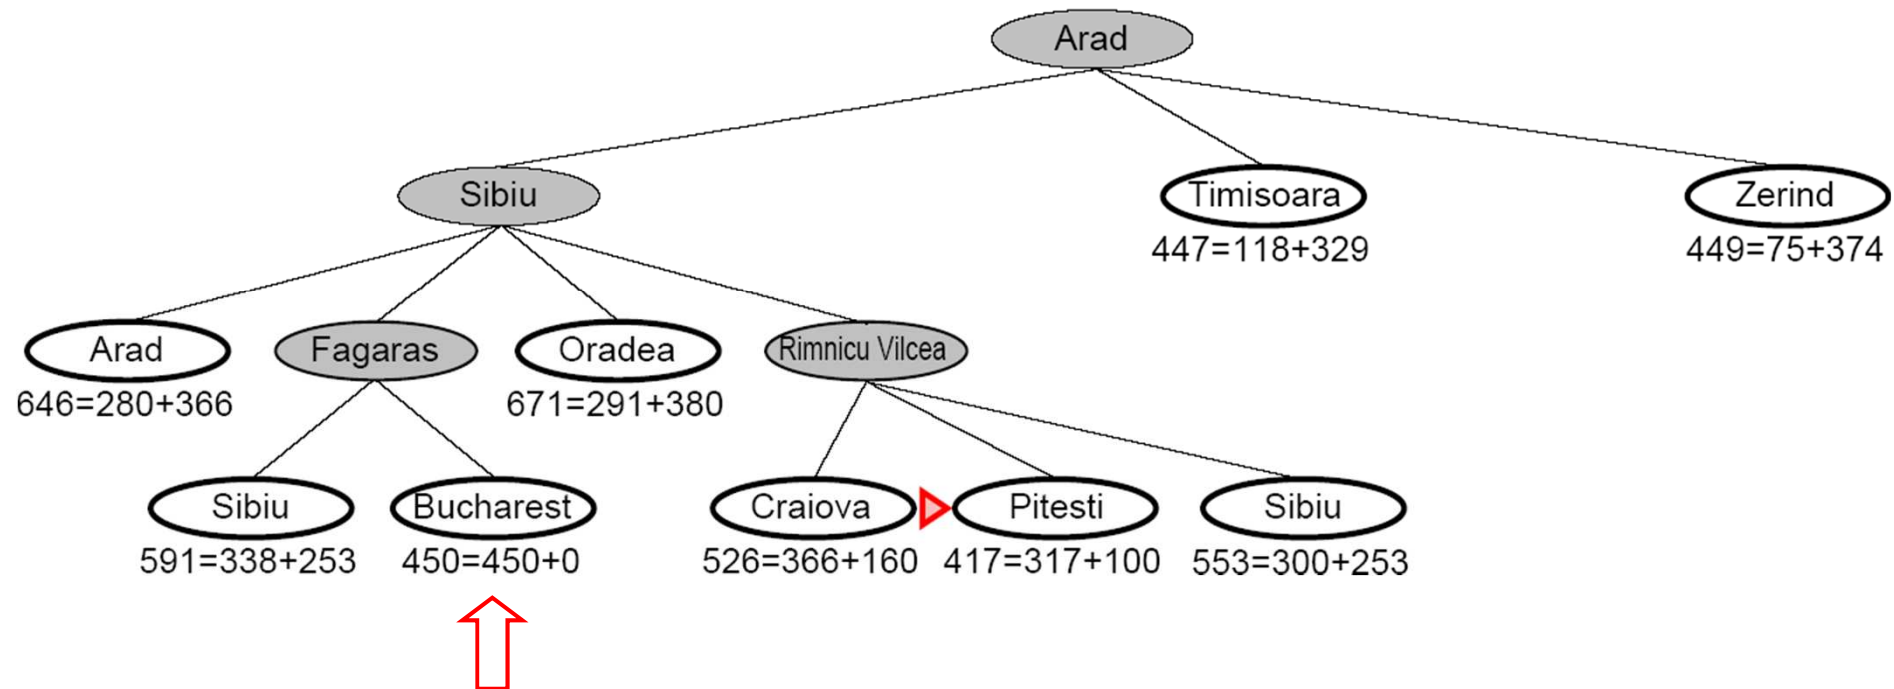 Arad
Sibiu
Timisoara
Zerind
447=118+329
449=75+374
Arad
Fagaras
Oradea
Rimnicu Vilcea
646=280+366
671=291+380
Sibiu
Bucharest
Craiova
Pitesti
Sibiu
591=338+253
450=450+0
526=366+160
417=317+100
553=300+253